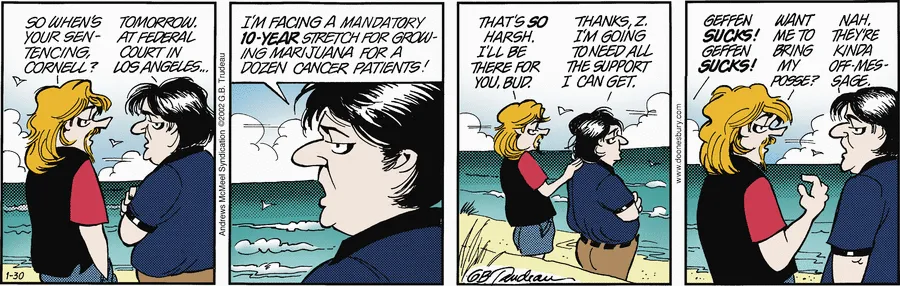 SO WHEN'S
YOUR SEN-
TENCING,
CORNELL?
TOMORROW.
AT FEDERAL
COURT IN
LOS ANGELES...
1-30
Andrews McMeel Syndication ©2002 G.B. Trudeau
I'M FACING A MANDATORY
10-YEAR STRETCH FOR GROW-
ING MARIJUANA FOR A
DOZEN CANCER PATIENTS!
THAT'S SO
HARSH.
I'LL BE
THERE FOR
YOU, BUD.
THANKS, Z.
I'M GOING
TO NEED ALL
THE SUPPORT
I CAN GET.
GB Trudeau
www.doonesbury.com
GEFFEN
SUCKS!
GEFFEN
SUCKS!
WANT
ME TO
BRING
MY
POSSE?
NAH,
THEY'RE
KINDA
OFF-MES-
SAGE.